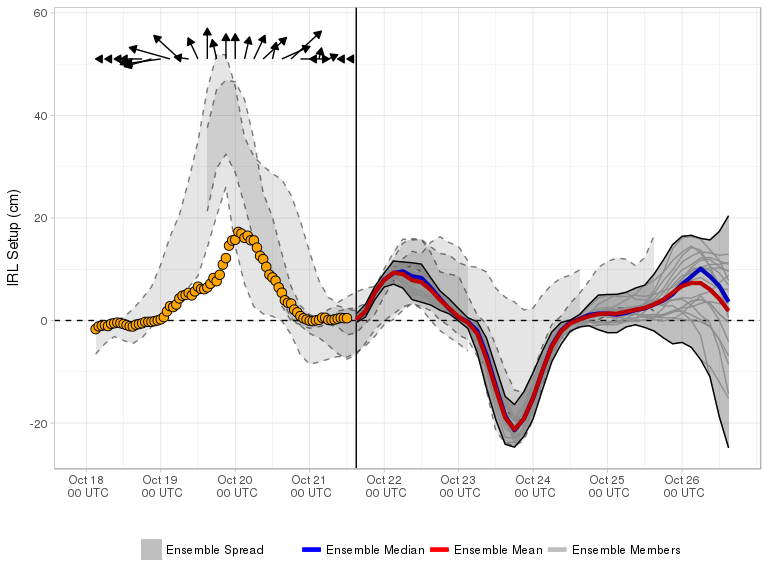 60
40
20
0
-20
IRL Setup (cm)
Oct 18 Oct 19 Oct 20 Oct 21 Oct 22 Oct 23 Oct 24 Oct 25 Oct 26
00 UTC 00 UTC 00 UTC 00 UTC 00 UTC 00 UTC 00 UTC 00 UTC 00 UTC
Ensemble Spread Ensemble Median Ensemble Mean Ensemble Members